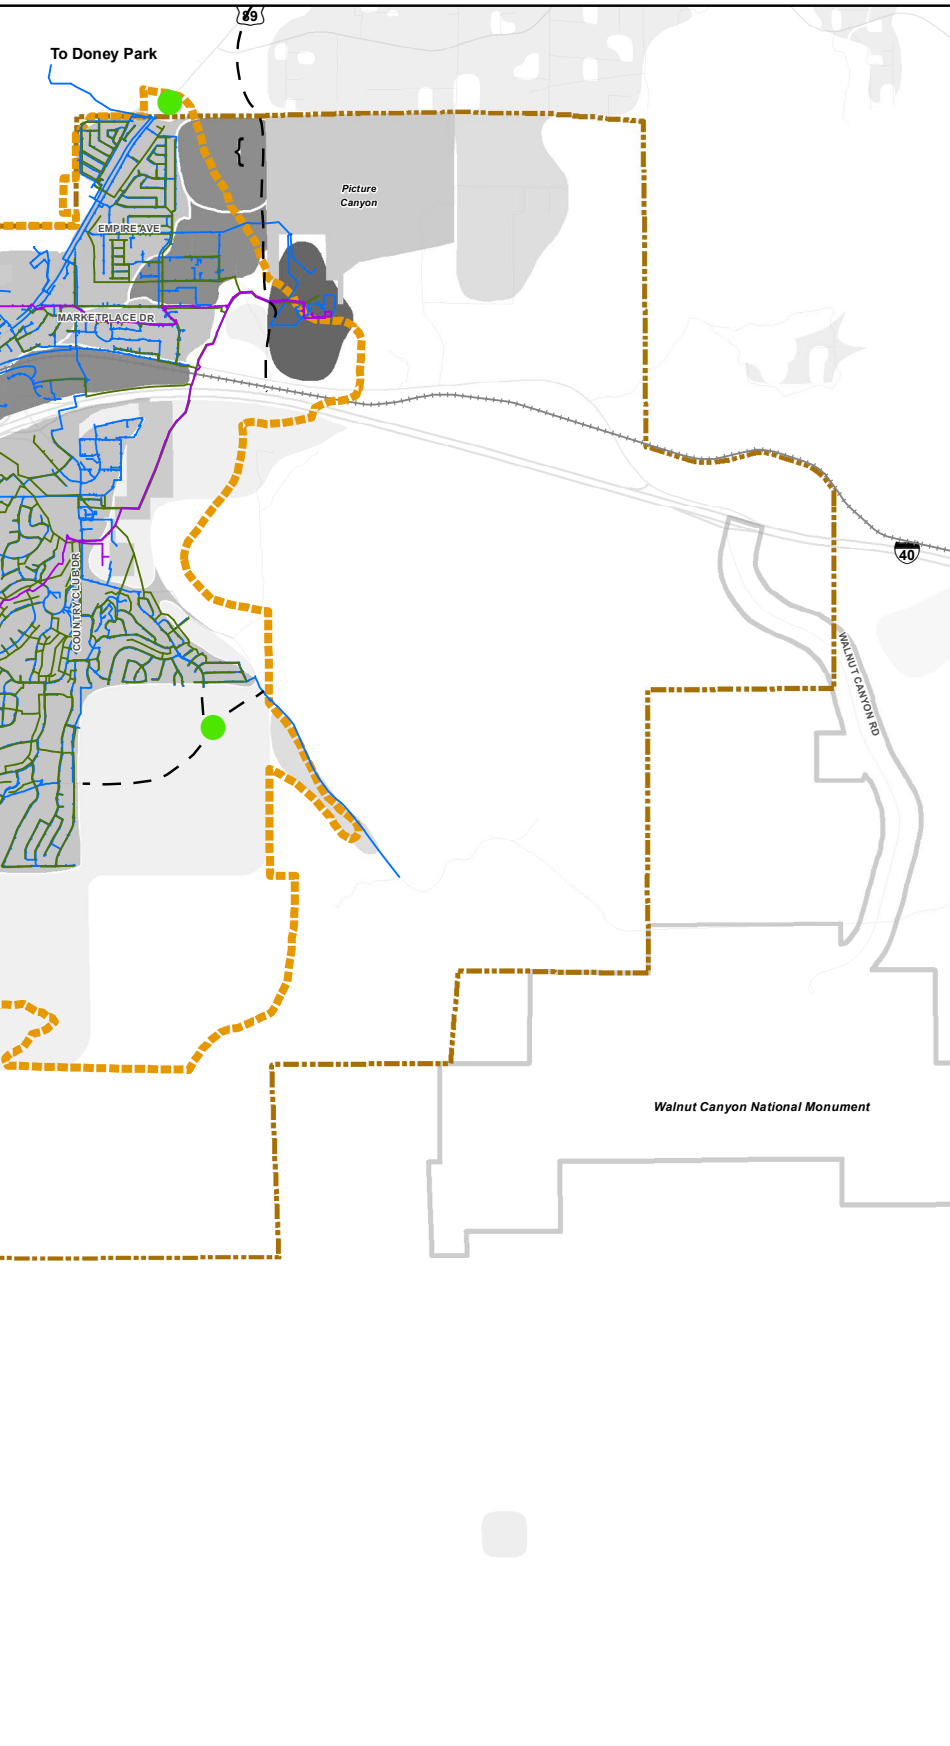 89
To Doney Park
{
Picture
Canyon
EMPIRE AVE
MARKETPLACE DR
40
COUNTRY CLUB DR
WALNUT CANYON RD
Walnut Canyon National Monument